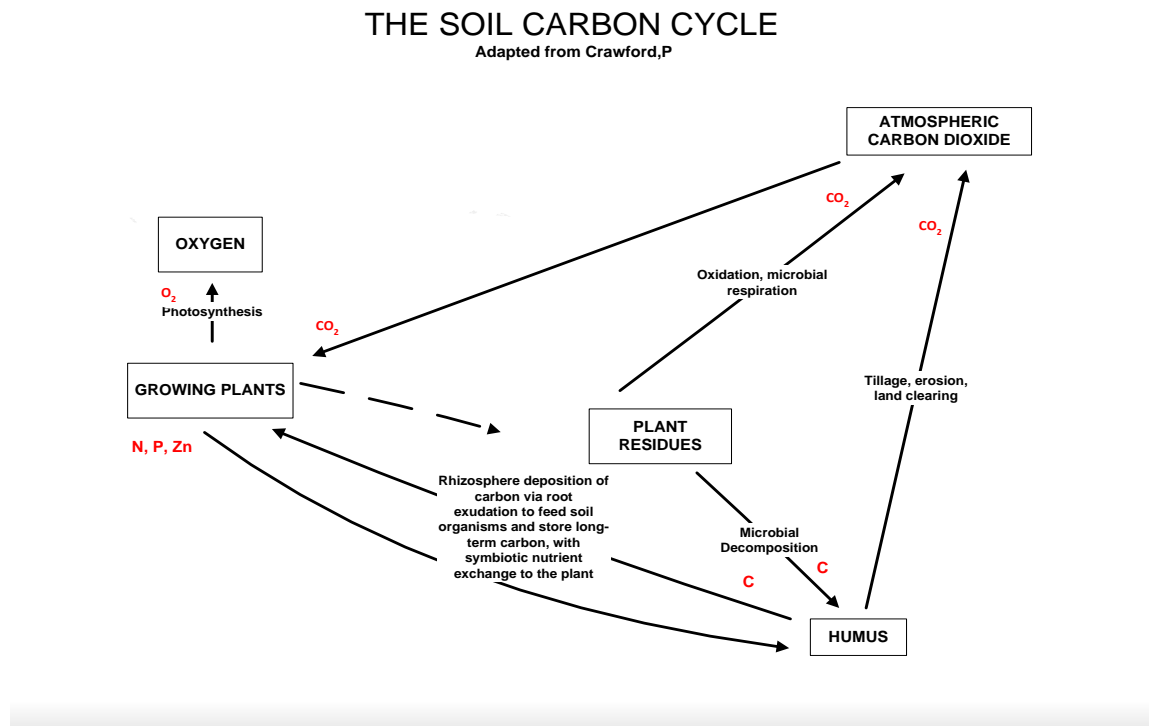 THE SOIL CARBON CYCLE
Adapted from Crawford,P
ATMOSPHERIC
CARBON DIOXIDE
CO2
CO2
OXYGEN
O2
Photosynthesis
CO2
Oxidation, microbial
respiration
GROWING PLANTS
N, P, Zn
Tillage, erosion,
land clearing
PLANT
RESIDUES
Rhizosphere deposition of
carbon via root
exudation to feed soil
organisms and store long-
term carbon, with
symbiotic nutrient
exchange to the plant
Microbial
Decomposition
C
C
HUMUS